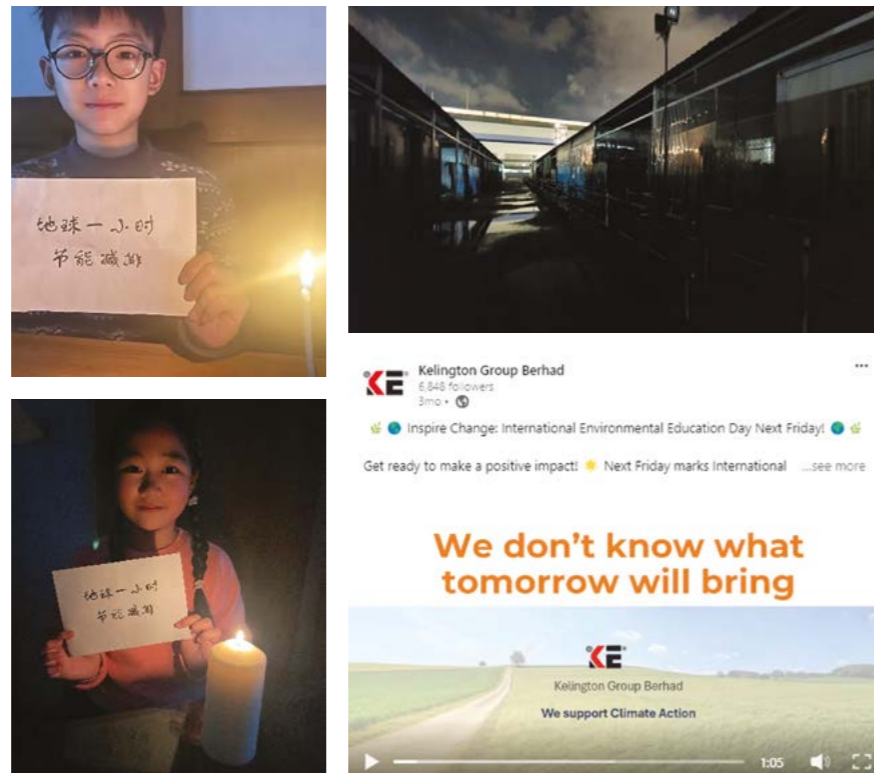 地球一小时
节能减排
地球一小时
节能减排
KE
Kelington Group Berhad
6,848 followers
3mo •
Inspire Change: International Environmental Education Day Next Friday!
Get ready to make a positive impact! Next Friday marks International ...see more
We don't know what
tomorrow will bring
KE
Kelington Group Berhad
We support Climate Action
1:05